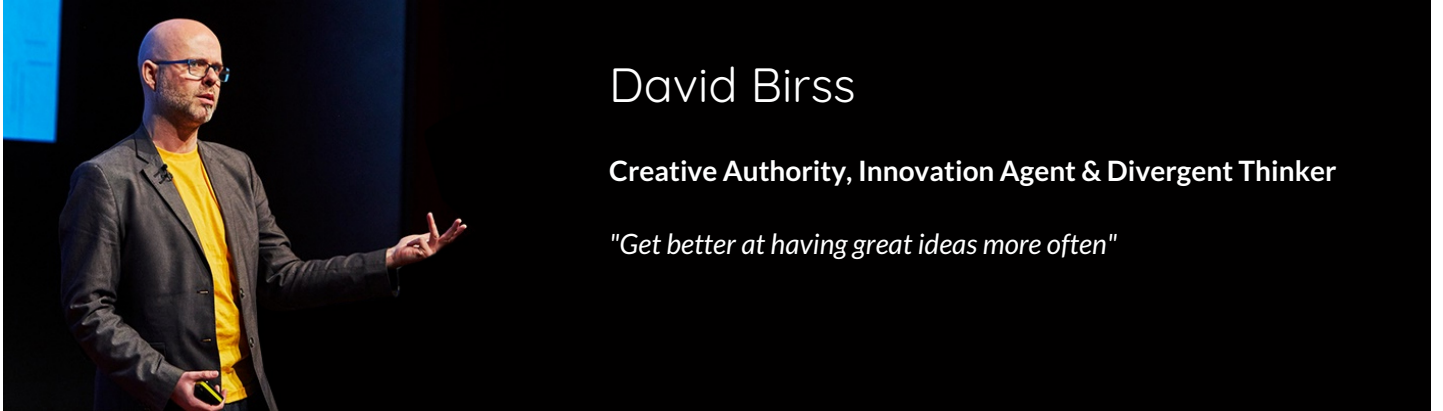 David Birss
Creative Authority, Innovation Agent & Divergent Thinker
"Get better at having great ideas more often"